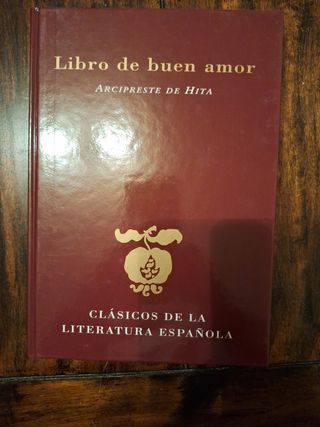 Libro de buen amor
ARCIPRESTE DE HITA
CLÁSICOS DE LA
LITERATURA ESPAÑOLA